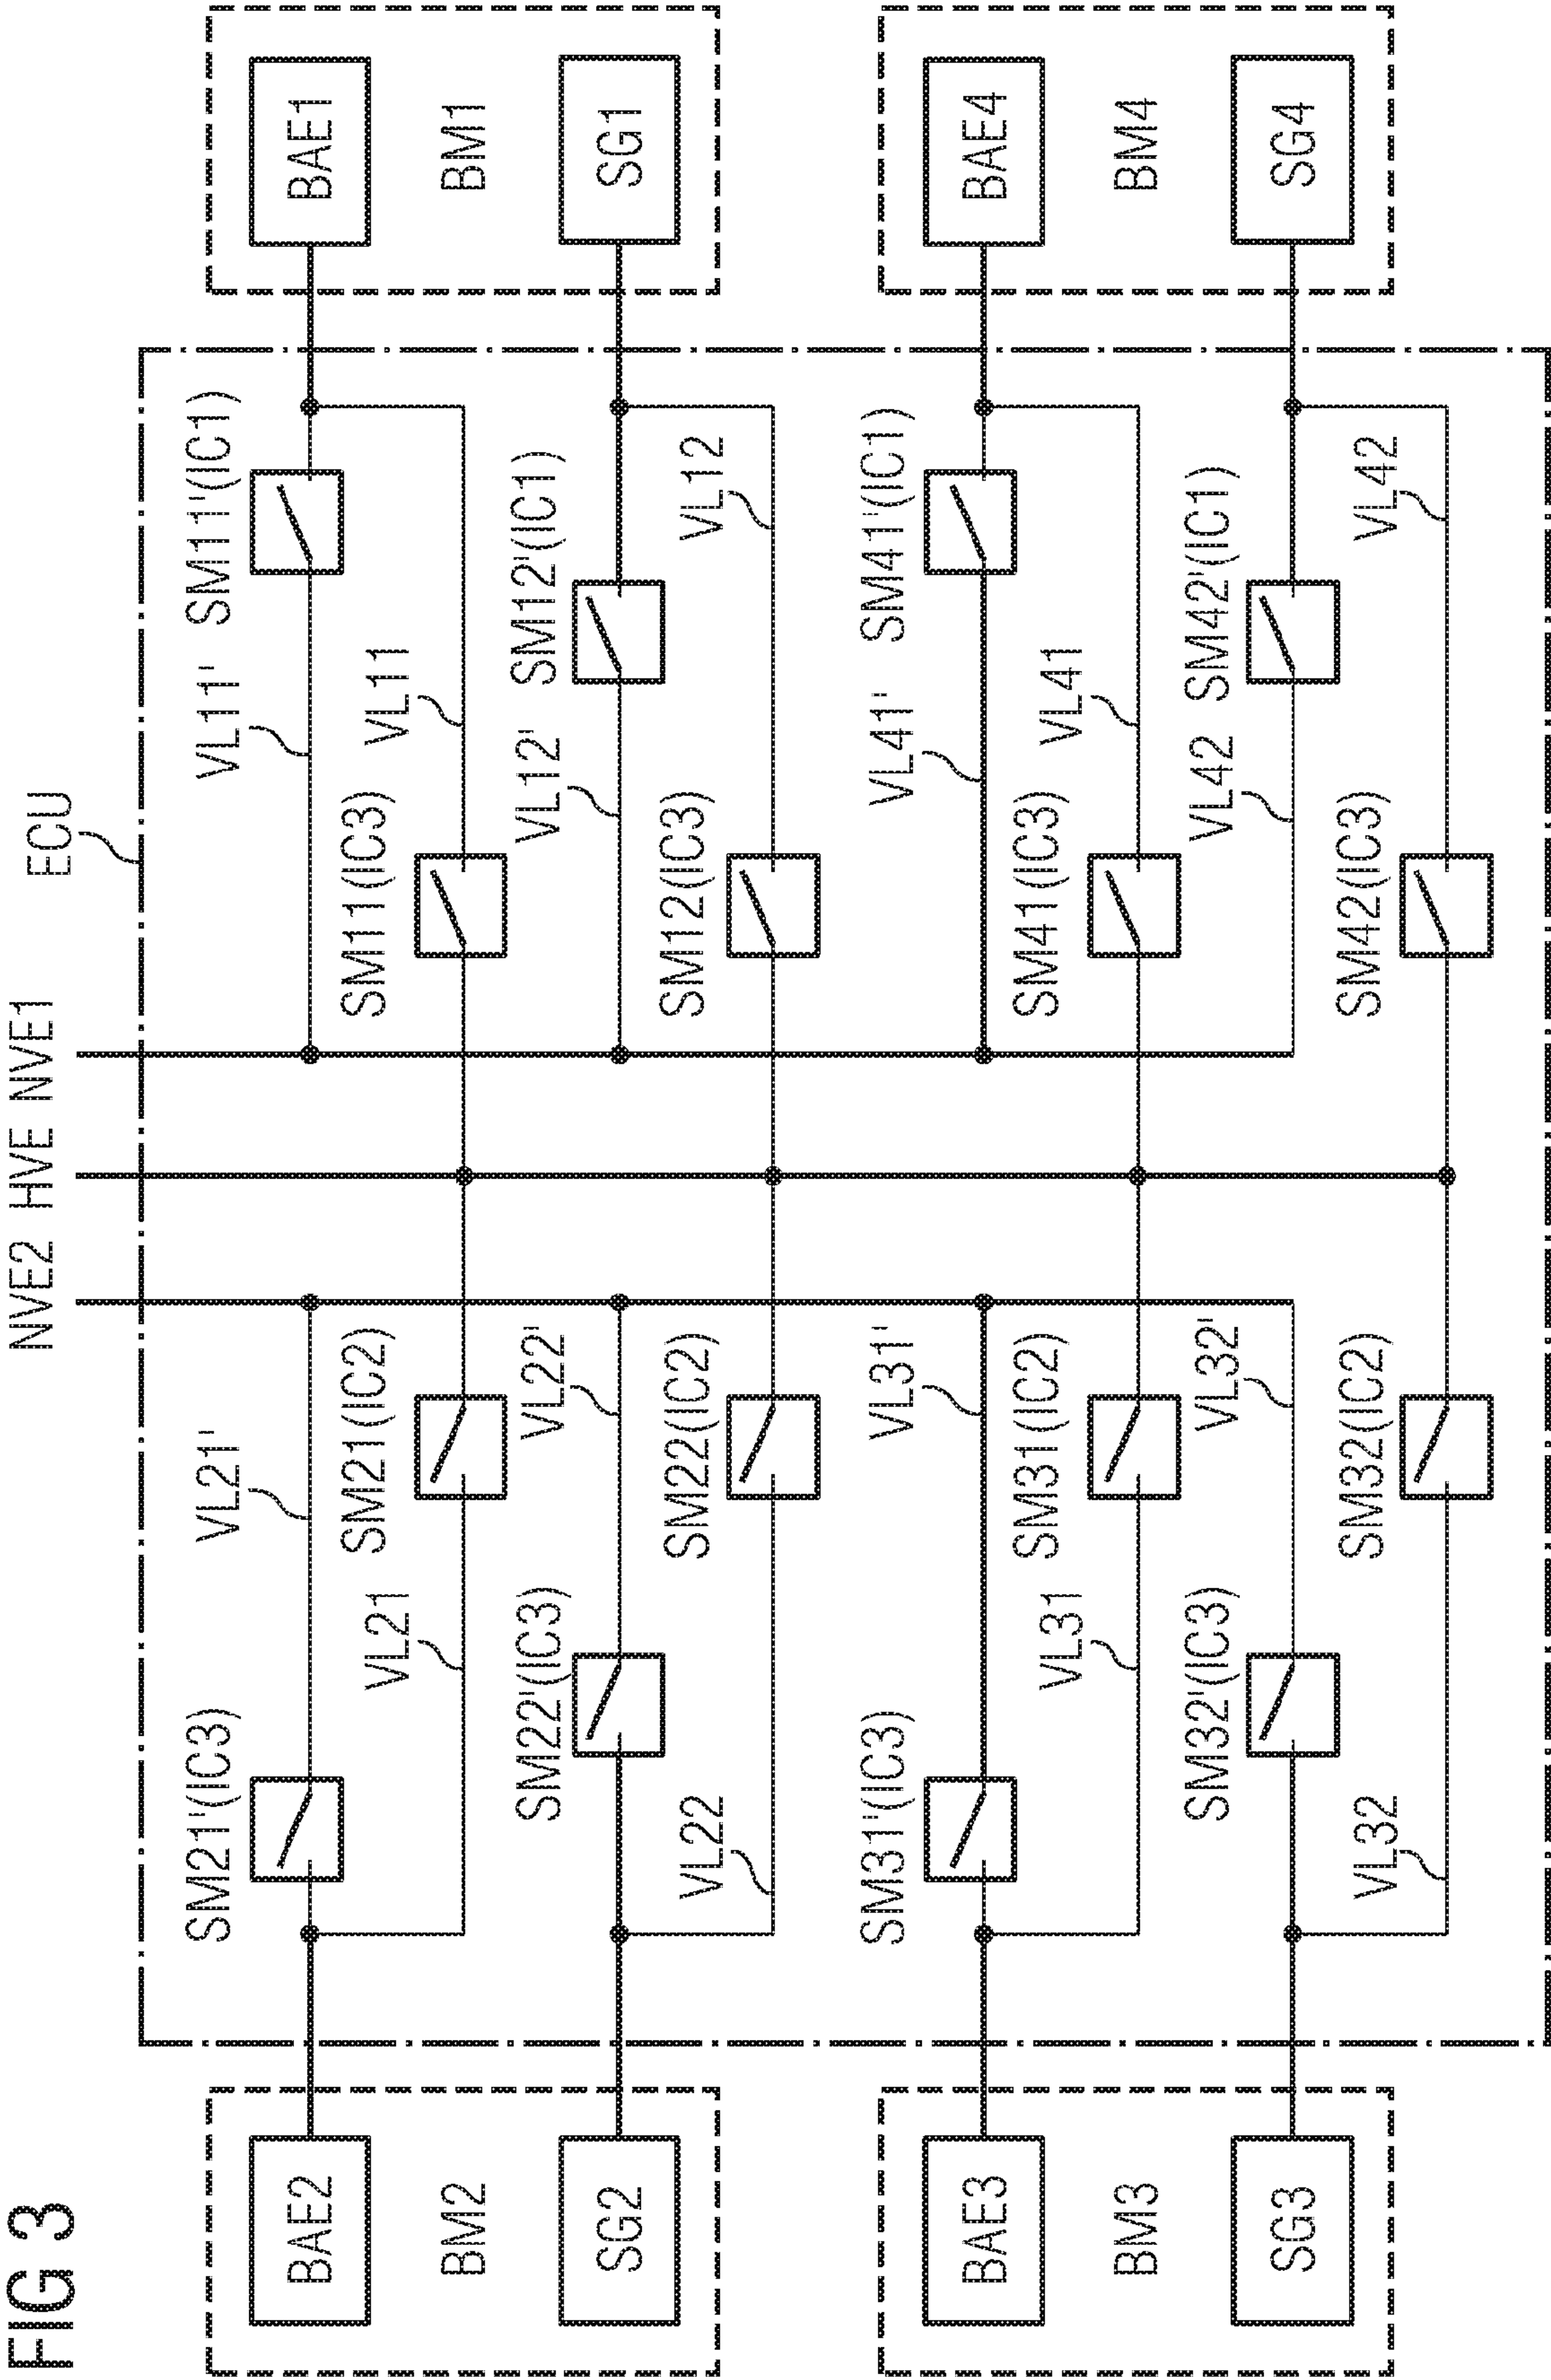 FIG 3
NVE2 HVE NVE1
ECU
BAE2
BM2
SG2
SM21'(IC3)
VL21'
SM21(IC2)
VL21
SM22'(IC3)
VL22'
SM22(IC2)
VL22
VL11'
SM11'(IC1)
SM11(IC3)
VL11
VL12'
SM12'(IC1)
SM12(IC3)
VL12
BAE1
BM1
SG1
BAE3
BM3
SG3
SM31'(IC3)
VL31'
SM31(IC2)
VL31
SM32'(IC3)
VL32'
SM32(IC2)
VL32
VL41'
SM41'(IC1)
SM41(IC3)
VL41
VL42
SM42'(IC1)
SM42(IC3)
VL42
BAE4
BM4
SG4